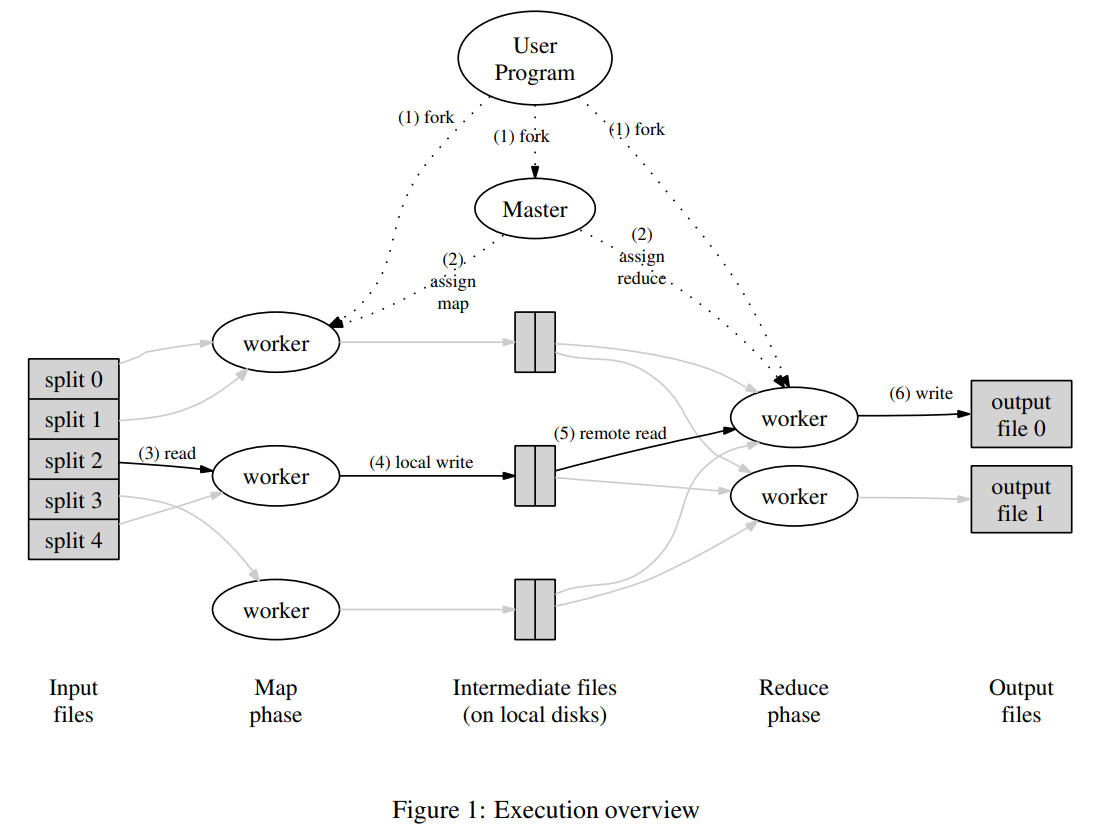 User
Program
(1) fork
(1) fork
(1) fork
Master
(2)
assign
map
(2)
assign
reduce
worker
split 0
split 1
split 2
split 3
split 4
(3) read
worker
(4) local write
(5) remote read
worker
(6) write
output
file 0
worker
output
file 1
worker
Input
files
Map
phase
Intermediate files
(on local disks)
Reduce
phase
Output
files
Figure 1: Execution overview